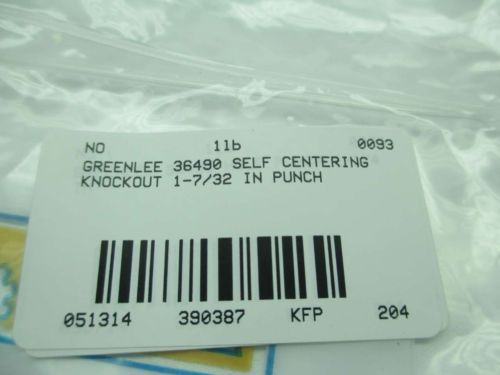 NO 1lb 0093
GREENLEE 36490 SELF CENTERING
KNOCKOUT 1-7/32 IN PUNCH
051314 390387 KFP 204